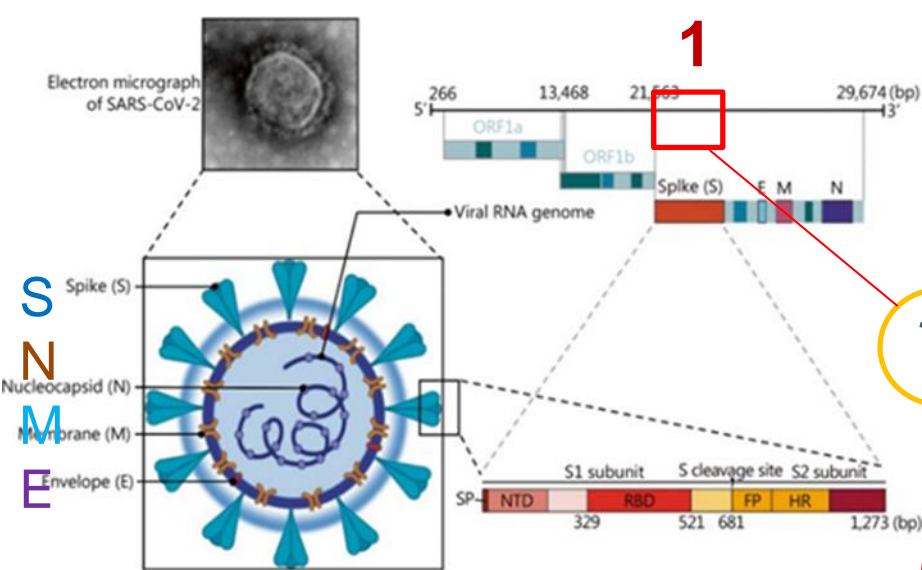 1
Electron micrograph
of SARS-CoV-2
266 13,468 21,563 29,674 (bp)
5' 3'
ORF1a
ORF1b
Spike (S) E M N
Viral RNA genome
S
Spike (S)
N
Nucleocapsid (N)
M
Membrane (M)
E
Envelope (E)
S1 subunit S cleavage site S2 subunit
SP NTD RBD FP HR
329 521 681 1,273 (bp)